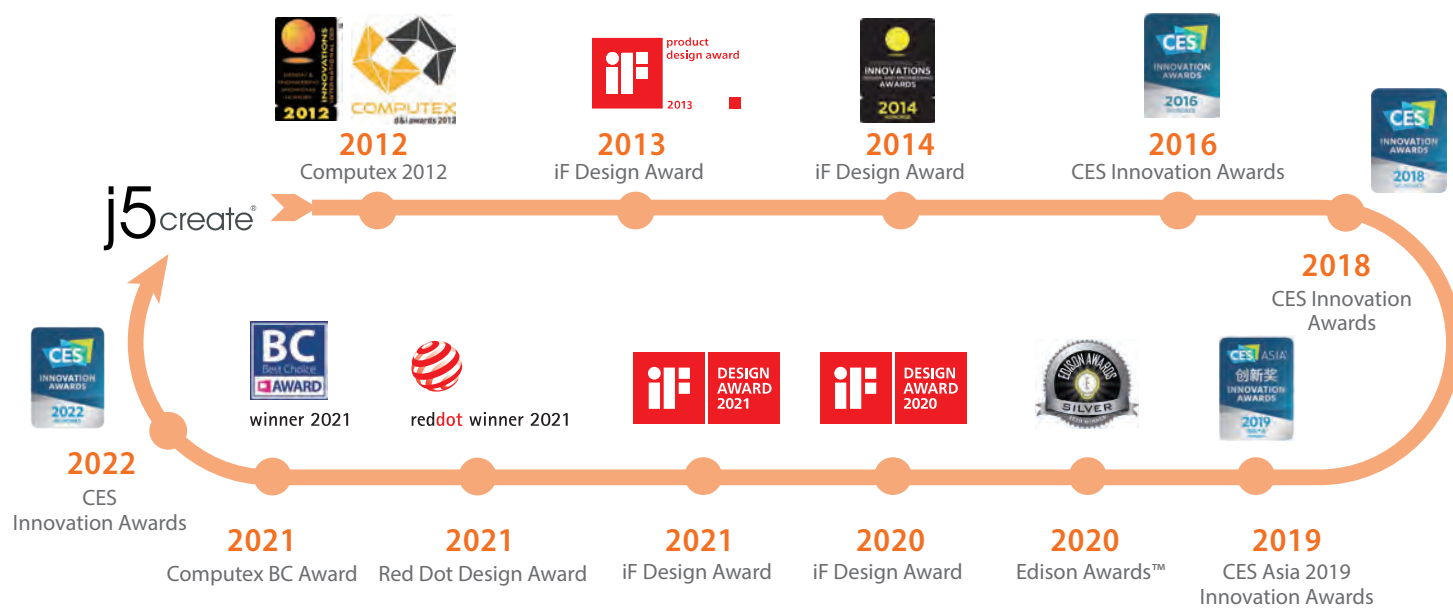 INNOVATIONS
2012
COMPUTEX
d&i awards 2012
2012
Computex 2012
iF
product
design award
2013
2013
iF Design Award
INNOVATIONS
AWARDS
2014
2014
iF Design Award
CES
INNOVATION
AWARDS
2016
2016
CES Innovation Awards
CES
INNOVATION
AWARDS
2018
2018
CES Innovation
Awards
j5create®
CES
INNOVATION
AWARDS
2022
2022
CES
Innovation Awards
BC
Best Choice
AWARD
winner 2021
2021
Computex BC Award
reddot winner 2021
2021
Red Dot Design Award
iF
DESIGN
AWARD
2021
2021
iF Design Award
iF
DESIGN
AWARD
2020
2020
iF Design Award
EDISON AWARDS
SILVER
2020
Edison Awards™
CES ASIA
创新奖
INNOVATION
AWARDS
2019
2019
CES Asia 2019
Innovation Awards